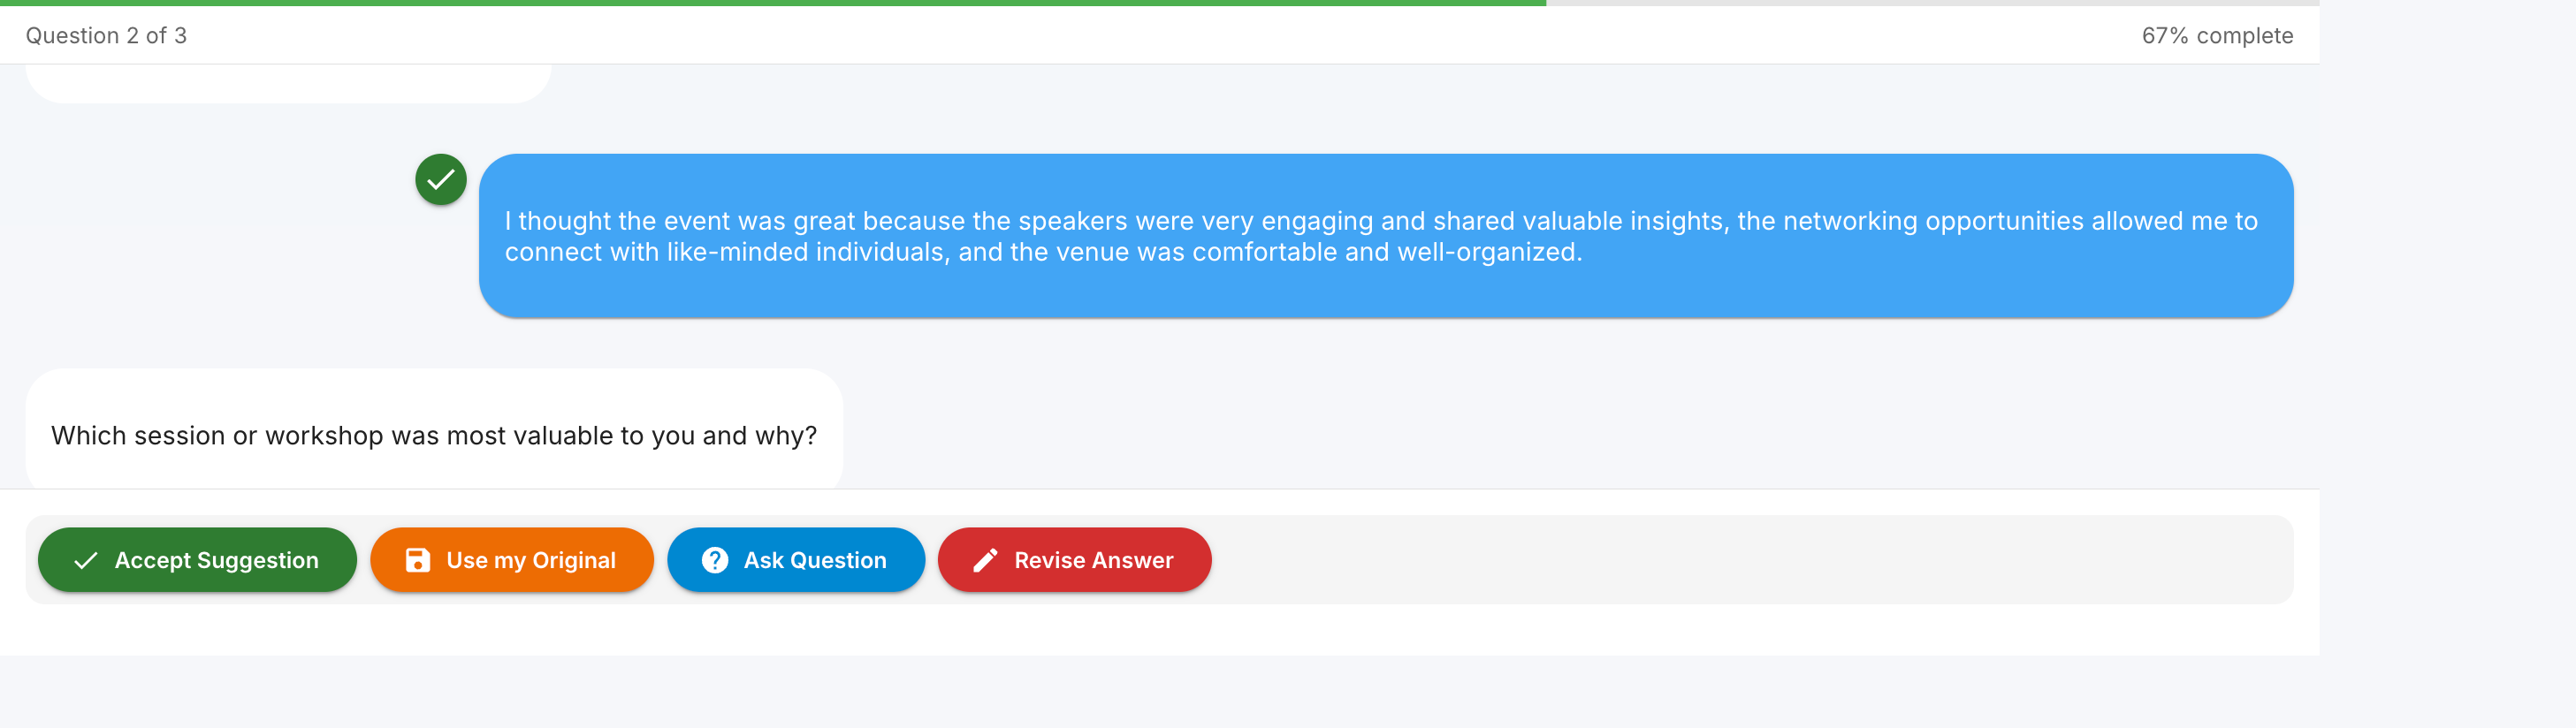 Question 2 of 3
67% complete
I thought the event was great because the speakers were very engaging and shared valuable insights, the networking opportunities allowed me to
connect with like-minded individuals, and the venue was comfortable and well-organized.
Which session or workshop was most valuable to you and why?
Accept Suggestion
Use my Original
Ask Question
Revise Answer